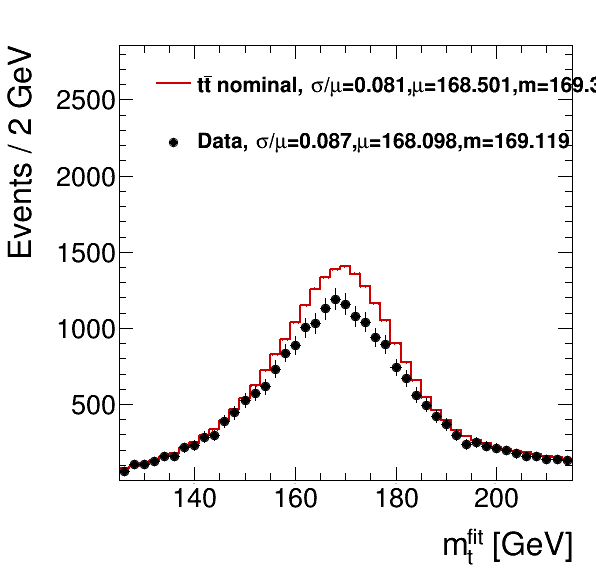 Events / 2 GeV
2500
2000
1500
1000
500
tt̄ nominal, σ/μ=0.081,μ=168.501,m=169.3
Data, σ/μ=0.087,μ=168.098,m=169.119
140 160 180 200
m_t^fit [GeV]